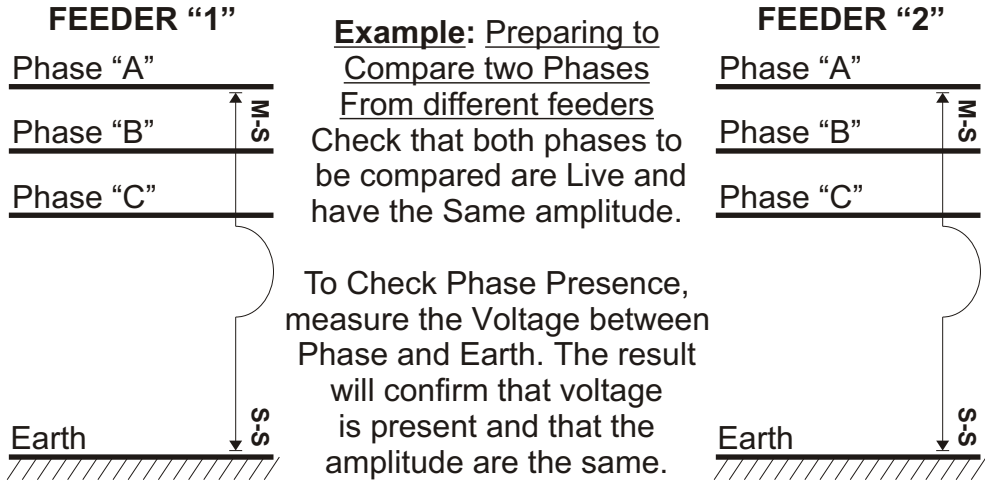 FEEDER “1”
Phase “A”
M-S
Phase “B”
Phase “C”
S-S
Earth
Example: Preparing to
Compare two Phases
From different feeders
Check that both phases to
be compared are Live and
have the Same amplitude.
To Check Phase Presence,
measure the Voltage between
Phase and Earth. The result
will confirm that voltage
is present and that the
amplitude are the same.
FEEDER “2”
Phase “A”
M-S
Phase “B”
Phase “C”
S-S
Earth